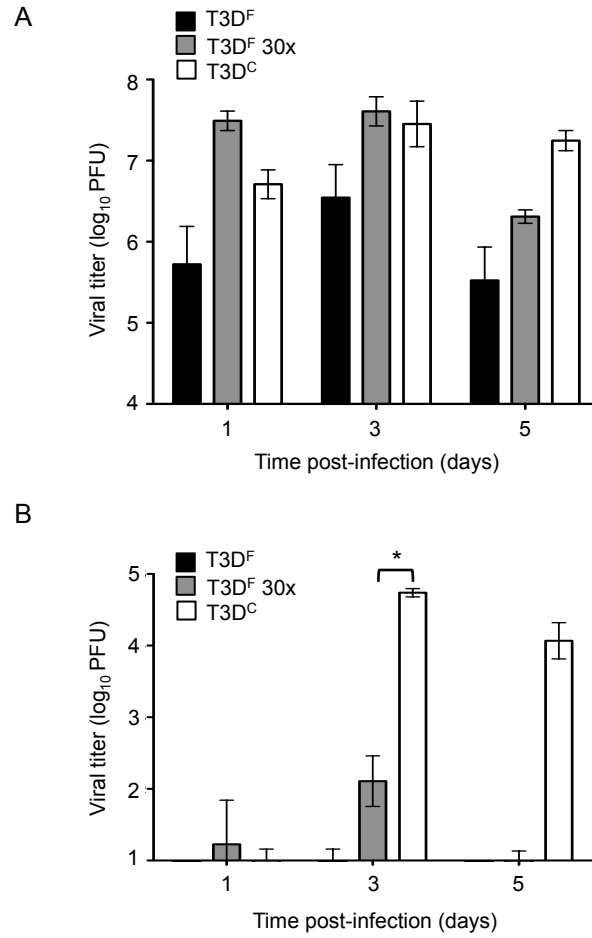 A
T3Dᶠ
T3Dᶠ 30x
T3Dᶜ
8
7
6
5
4
Viral titer (log₁₀ PFU)
1 3 5
Time post-infection (days)
B
T3Dᶠ
T3Dᶠ 30x
T3Dᶜ
*
5
4
3
2
1
Viral titer (log₁₀ PFU)
1 3 5
Time post-infection (days)